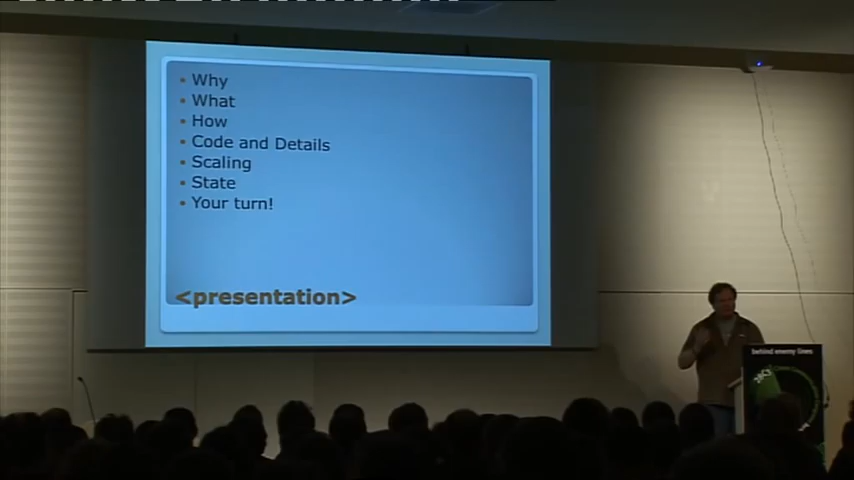 Why
What
How
Code and Details
Scaling
State
Your turn!
<presentation>
behind enemy lines